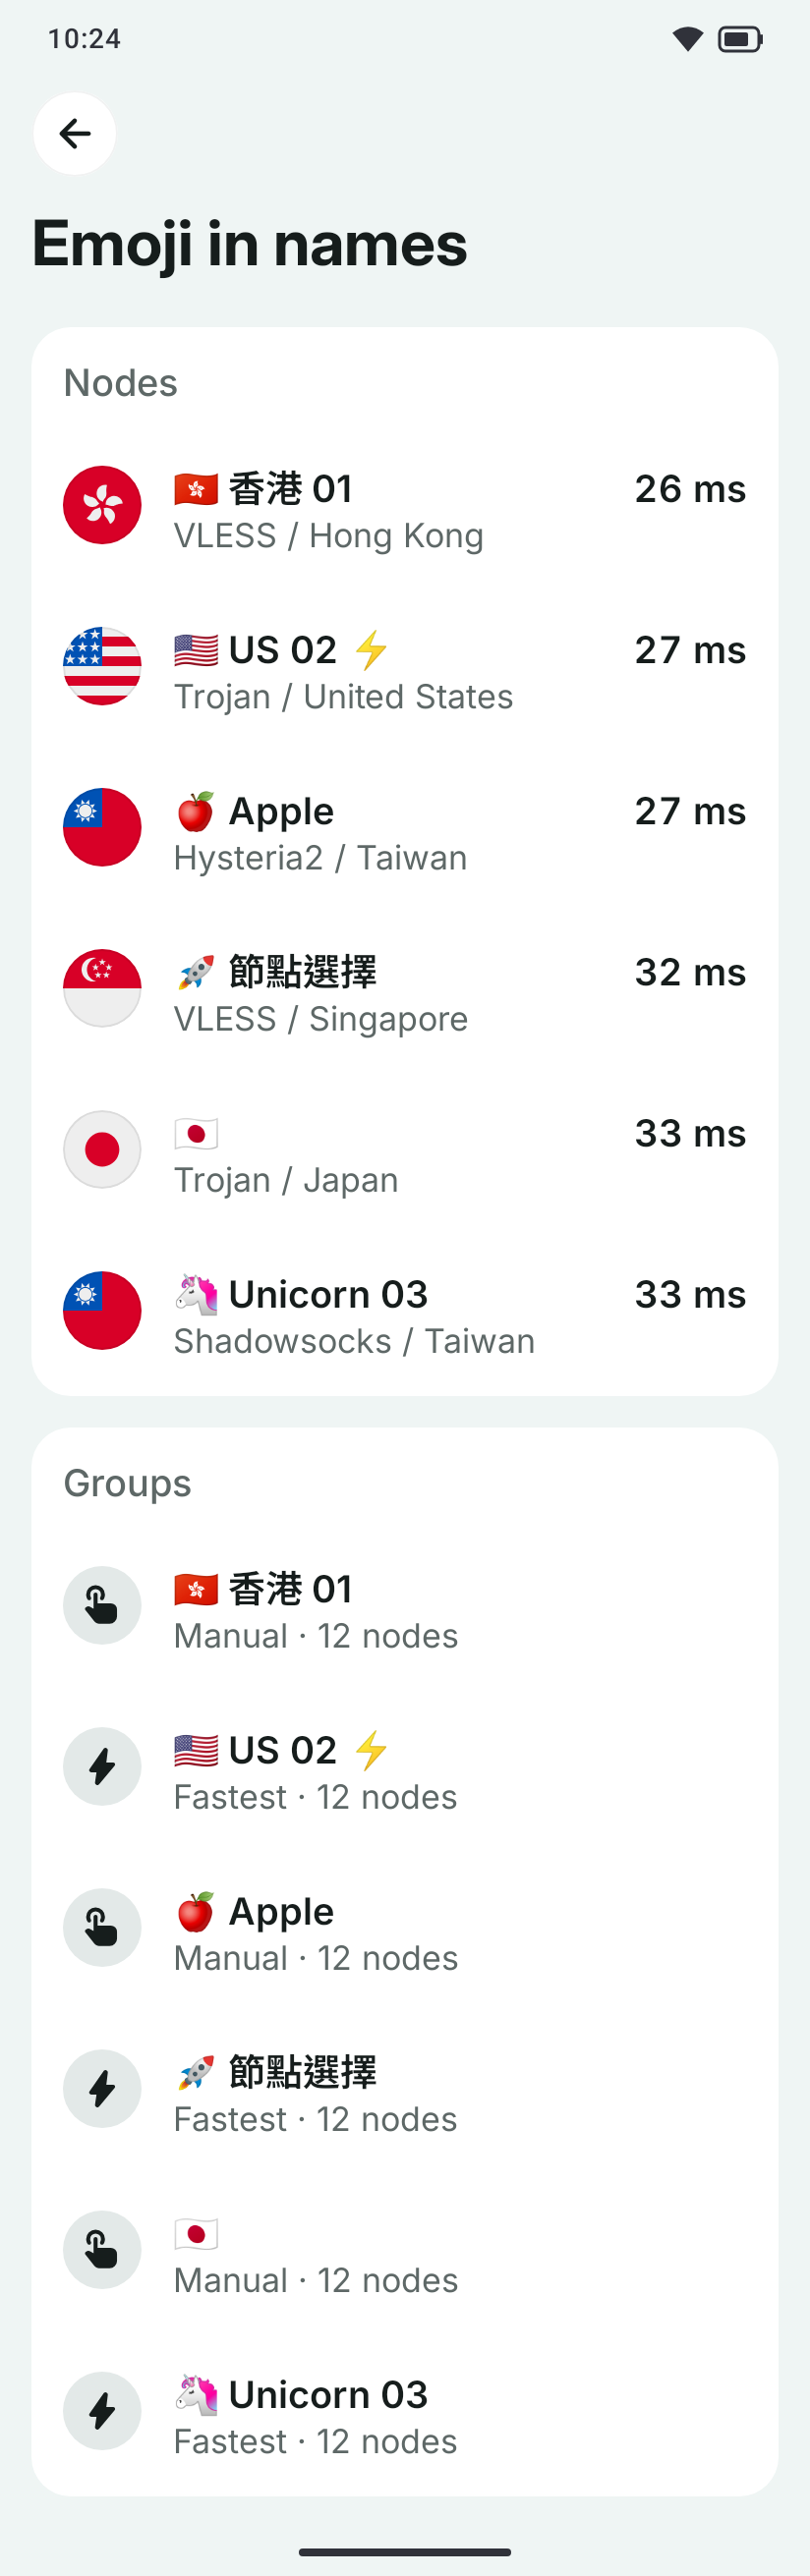 10:24
Emoji in names
Nodes
🇭🇰 香港 01
26 ms
VLESS / Hong Kong
🇺🇸 US 02 ⚡
27 ms
Trojan / United States
🍎 Apple
27 ms
Hysteria2 / Taiwan
🚀 節點選擇
32 ms
VLESS / Singapore
🇯🇵
33 ms
Trojan / Japan
🦄 Unicorn 03
33 ms
Shadowsocks / Taiwan
Groups
🇭🇰 香港 01
Manual · 12 nodes
🇺🇸 US 02 ⚡
Fastest · 12 nodes
🍎 Apple
Manual · 12 nodes
🚀 節點選擇
Fastest · 12 nodes
🇯🇵
Manual · 12 nodes
🦄 Unicorn 03
Fastest · 12 nodes